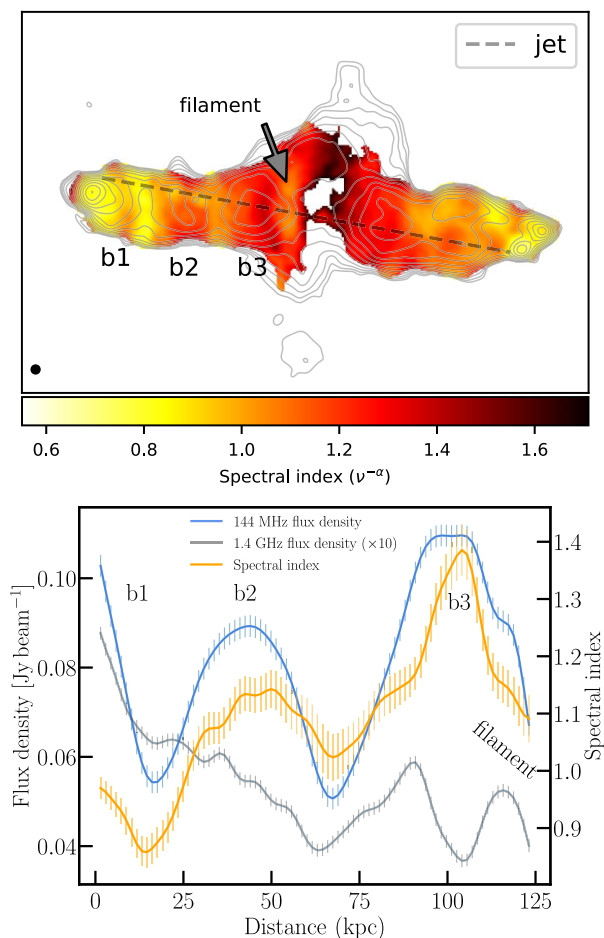 jet
filament
b1
b2
b3
0.6 0.8 1.0 1.2 1.4 1.6
Spectral index (ν⁻ᵅ)
144 MHz flux density
1.4 GHz flux density (×10)
Spectral index
b1
b2
b3
filament
0.10
0.08
0.06
0.04
Flux density [Jy beam⁻¹]
1.4
1.3
1.2
1.1
1.0
0.9
Spectral index
0 25 50 75 100 125
Distance (kpc)